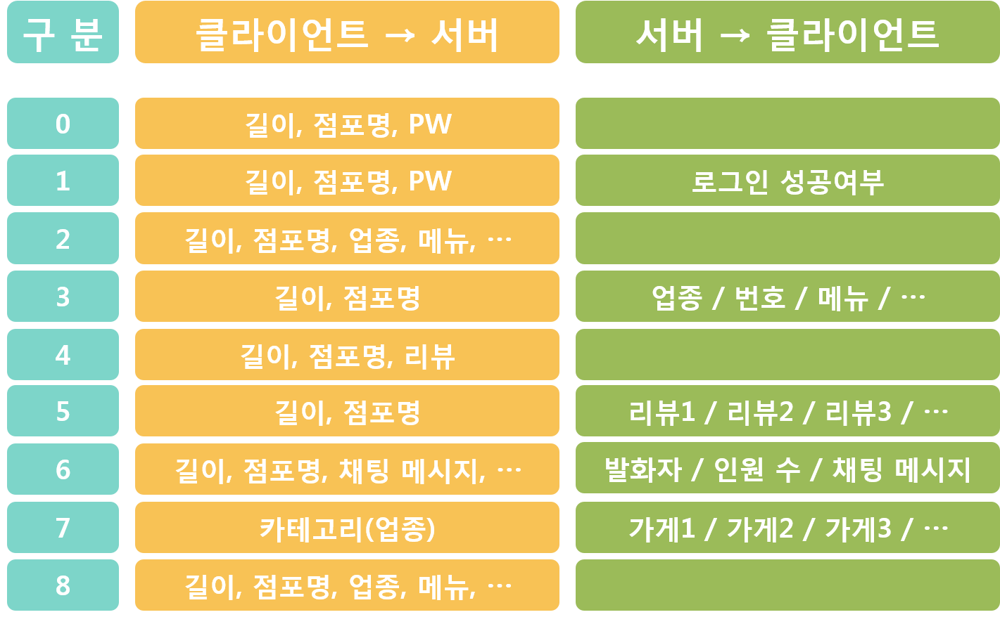 구 분 클라이언트 → 서버 서버 → 클라이언트
0 길이, 점포명, PW
1 길이, 점포명, PW 로그인 성공여부
2 길이, 점포명, 업종, 메뉴, ···
3 길이, 점포명 업종 / 번호 / 메뉴 / ···
4 길이, 점포명, 리뷰
5 길이, 점포명 리뷰1 / 리뷰2 / 리뷰3 / ···
6 길이, 점포명, 채팅 메시지, ··· 발화자 / 인원 수 / 채팅 메시지
7 카테고리(업종) 가게1 / 가게2 / 가게3 / ···
8 길이, 점포명, 업종, 메뉴, ···